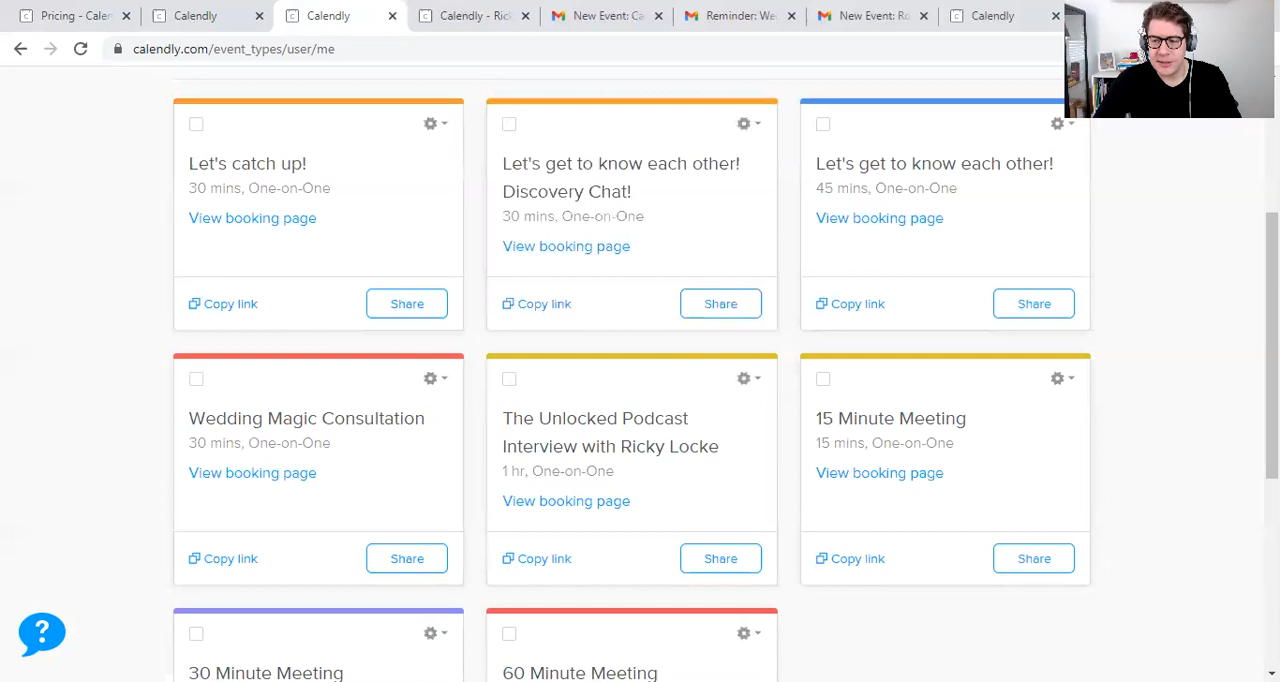 Pricing - Calen
Calendly
Calendly
Calendly - Rick
New Event: Ca
Reminder: We
New Event: Ro
Calendly
calendly.com/event_types/user/me
Let's catch up!
30 mins, One-on-One
View booking page
Copy link
Share
Let's get to know each other!
Discovery Chat!
30 mins, One-on-One
View booking page
Copy link
Share
Let's get to know each other!
45 mins, One-on-One
View booking page
Copy link
Share
Wedding Magic Consultation
30 mins, One-on-One
View booking page
Copy link
Share
The Unlocked Podcast
Interview with Ricky Locke
1 hr, One-on-One
View booking page
Copy link
Share
15 Minute Meeting
15 mins, One-on-One
View booking page
Copy link
Share
30 Minute Meeting
60 Minute Meeting
?